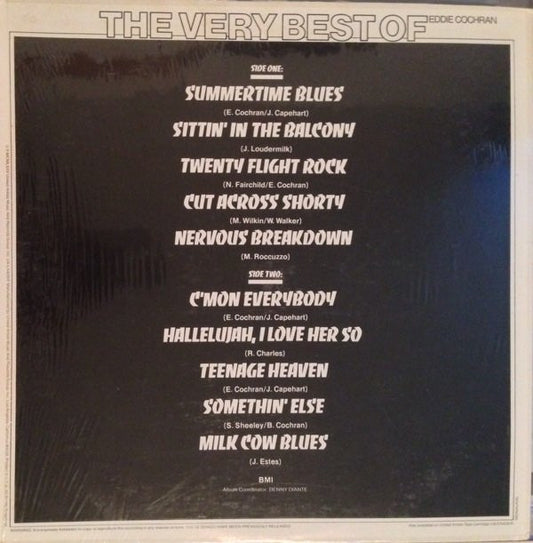 THE VERY BEST OF EDDIE COCHRAN
SIDE ONE:
SUMMERTIME BLUES
(E. Cochran/J. Capehart)
SITTIN' IN THE BALCONY
(J. Loudermilk)
TWENTY FLIGHT ROCK
(N. Fairchild/E. Cochran)
CUT ACROSS SHORTY
(M. Wilkin/W. Walker)
NERVOUS BREAKDOWN
(M. Roccuzzo)
SIDE TWO:
C'MON EVERYBODY
(E. Cochran/J. Capehart)
HALLELUJAH, I LOVE HER SO
(R. Charles)
TEENAGE HEAVEN
(E. Cochran/J. Capehart)
SOMETHIN' ELSE
(S. Sheeley/B. Cochran)
MILK COW BLUES
(J. Estes)
BMI
Album Coordinator: DENNY DIANTE